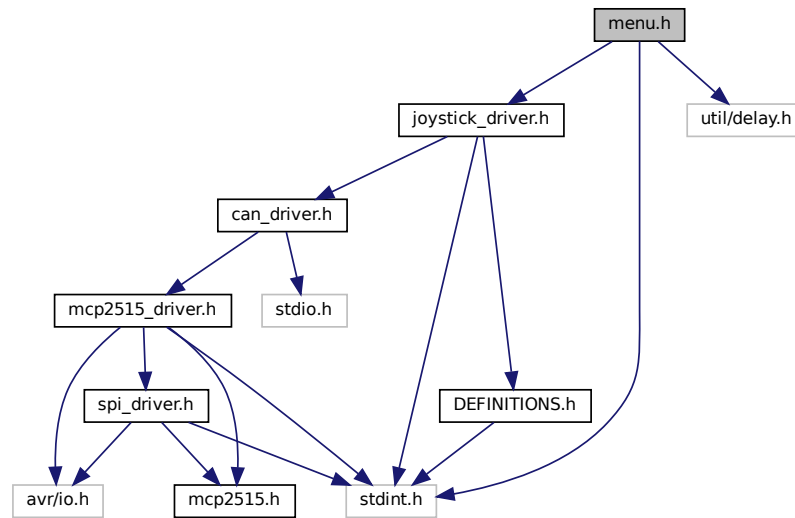 menu.h
joystick_driver.h
util/delay.h
can_driver.h
mcp2515_driver.h
stdio.h
spi_driver.h
DEFINITIONS.h
avr/io.h
mcp2515.h
stdint.h